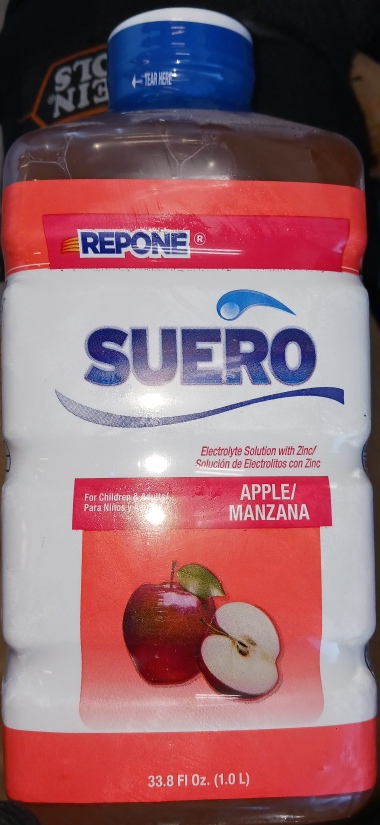 TEAR HERE
REPONE ®
SUERO
Electrolyte Solution with Zinc/
Solución de Electrolitos con Zinc
For Children & Adults/
Para Niños y
APPLE/
MANZANA
33.8 Fl Oz. (1.0 L)